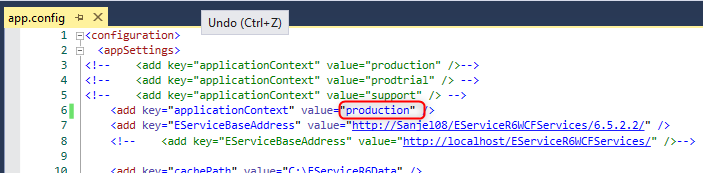 app.config
Undo (Ctrl+Z)
1 <configuration>
2 <appSettings>
3 <!-- <add key="applicationContext" value="production" />-->
4 <!-- <add key="applicationContext" value="prodtrial" /> -->
5 <!-- <add key="applicationContext" value="support" /> -->
6 <add key="applicationContext" value="production" />
7 <add key="EServiceBaseAddress" value="http://Sanjel08/EServiceR6WCFServices/6.5.2.2/" />
8 <!-- <add key="EServiceBaseAddress" value="http://localhost/EServiceR6WCFServices/" />-->
9
10 <add key="cachePath" value="C:\EServiceR6Data" />